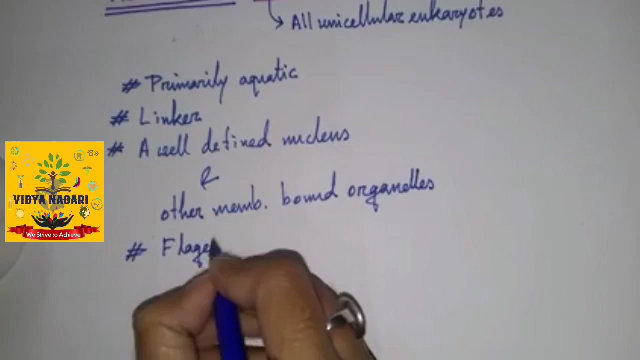 → All unicellular eukaryotes
# Primarily aquatic
# Linker
# A well defined nucleus
&
other memb. bound organelles
# Flage
VIDYA NAGARI
We Strive to Achieve